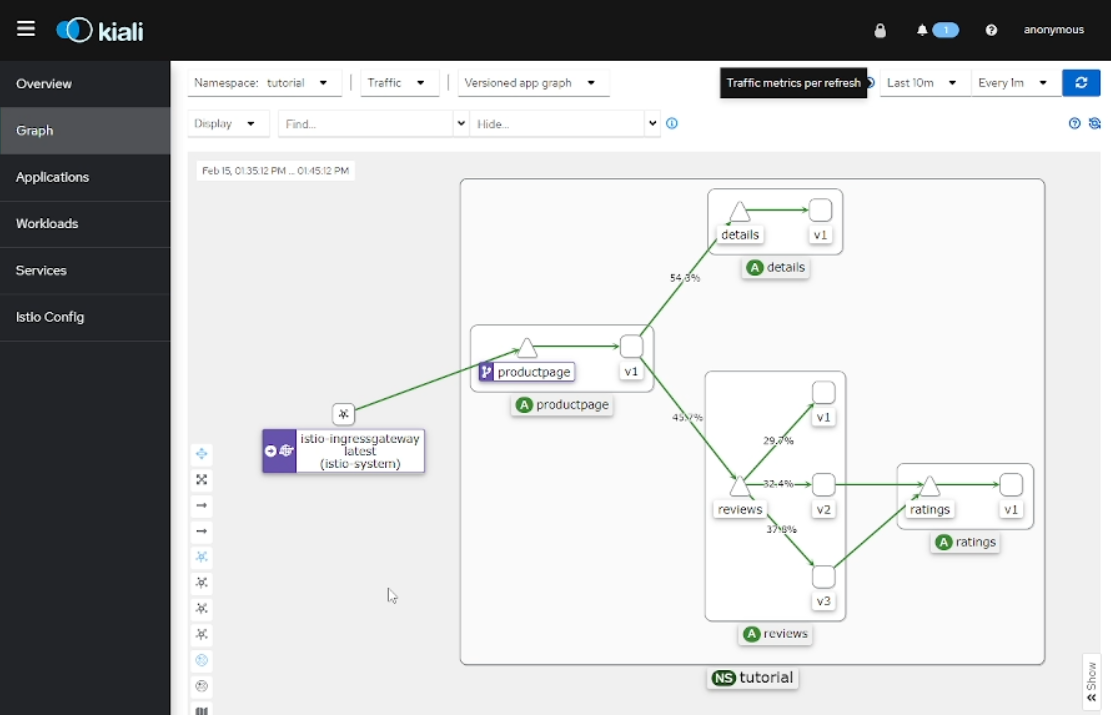 kiali
1
anonymous
Overview
Graph
Applications
Workloads
Services
Istio Config
Namespace: tutorial
Traffic
Versioned app graph
Traffic metrics per refresh
Last 10m
Every 1m
Display
Find...
Hide...
Feb 15, 01:35:12 PM ... 01:45:12 PM
details
v1
A details
54.3%
productpage
v1
A productpage
istio-ingressgateway
latest
(istio-system)
45.7%
v1
29.7%
32.4%
reviews
v2
37.8%
v3
A reviews
ratings
v1
A ratings
NS tutorial
Show